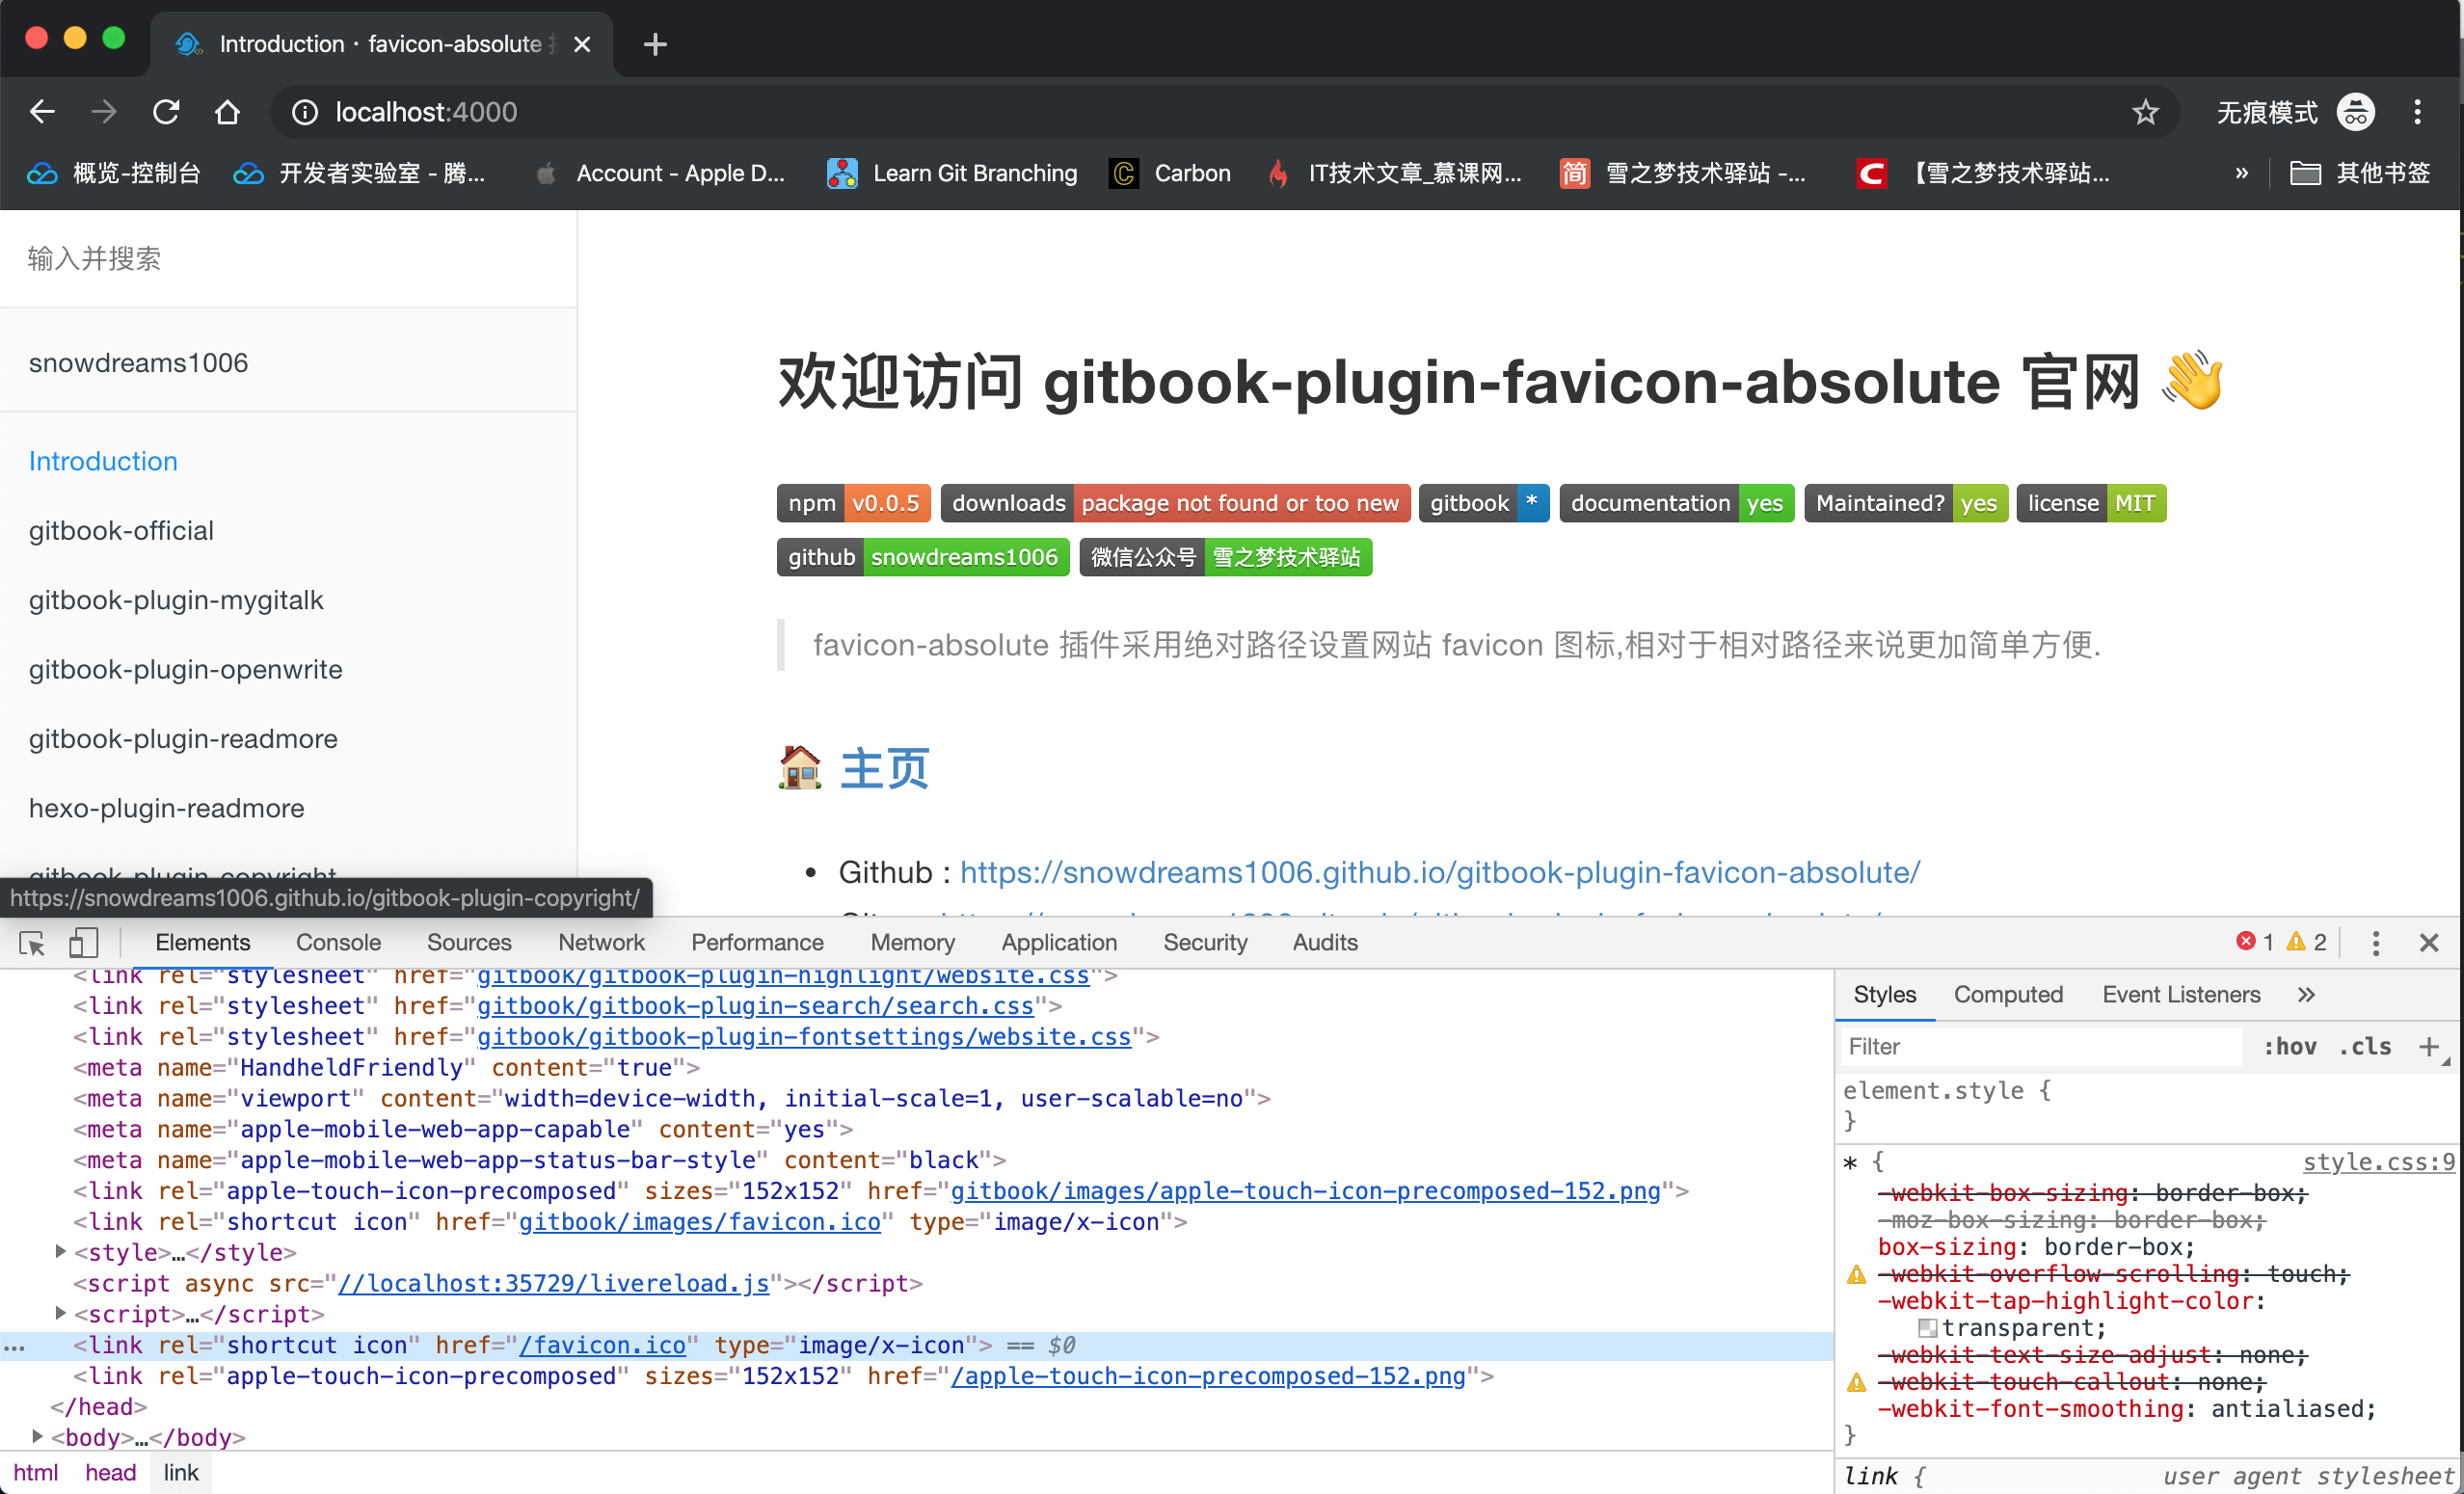 Introduction · favicon-absolute
localhost:4000
无痕模式
概览-控制台
开发者实验室 - 腾...
Account - Apple D...
Learn Git Branching
Carbon
IT技术文章_慕课网...
简 雪之梦技术驿站 -...
【雪之梦技术驿站...
»
其他书签
输入并搜索
snowdreams1006
Introduction
gitbook-official
gitbook-plugin-mygitalk
gitbook-plugin-openwrite
gitbook-plugin-readmore
hexo-plugin-readmore
gitbook-plugin-copyright
https://snowdreams1006.github.io/gitbook-plugin-copyright/
欢迎访问 gitbook-plugin-favicon-absolute 官网 👋
npm v0.0.5 downloads package not found or too new gitbook * documentation yes Maintained? yes license MIT
github snowdreams1006 微信公众号 雪之梦技术驿站
favicon-absolute 插件采用绝对路径设置网站 favicon 图标,相对于相对路径来说更加简单方便.
🏠 主页
• Github : https://snowdreams1006.github.io/gitbook-plugin-favicon-absolute/
Elements Console Sources Network Performance Memory Application Security Audits 1 2
<link rel="stylesheet" href="gitbook/gitbook-plugin-highlight/website.css">
<link rel="stylesheet" href="gitbook/gitbook-plugin-search/search.css">
<link rel="stylesheet" href="gitbook/gitbook-plugin-fontsettings/website.css">
<meta name="HandheldFriendly" content="true">
<meta name="viewport" content="width=device-width, initial-scale=1, user-scalable=no">
<meta name="apple-mobile-web-app-capable" content="yes">
<meta name="apple-mobile-web-app-status-bar-style" content="black">
<link rel="apple-touch-icon-precomposed" sizes="152x152" href="gitbook/images/apple-touch-icon-precomposed-152.png">
<link rel="shortcut icon" href="gitbook/images/favicon.ico" type="image/x-icon">
<style>…</style>
<script async src="//localhost:35729/livereload.js"></script>
<script>…</script>
<link rel="shortcut icon" href="/favicon.ico" type="image/x-icon"> == $0
<link rel="apple-touch-icon-precomposed" sizes="152x152" href="/apple-touch-icon-precomposed-152.png">
</head>
<body>…</body>
html head link
Styles Computed Event Listeners »
Filter :hov .cls +
element.style {
}
* { style.css:9
-webkit-box-sizing: border-box;
-moz-box-sizing: border-box;
box-sizing: border-box;
-webkit-overflow-scrolling: touch;
-webkit-tap-highlight-color:
transparent;
-webkit-text-size-adjust: none;
-webkit-touch-callout: none;
-webkit-font-smoothing: antialiased;
}
link { user agent stylesheet